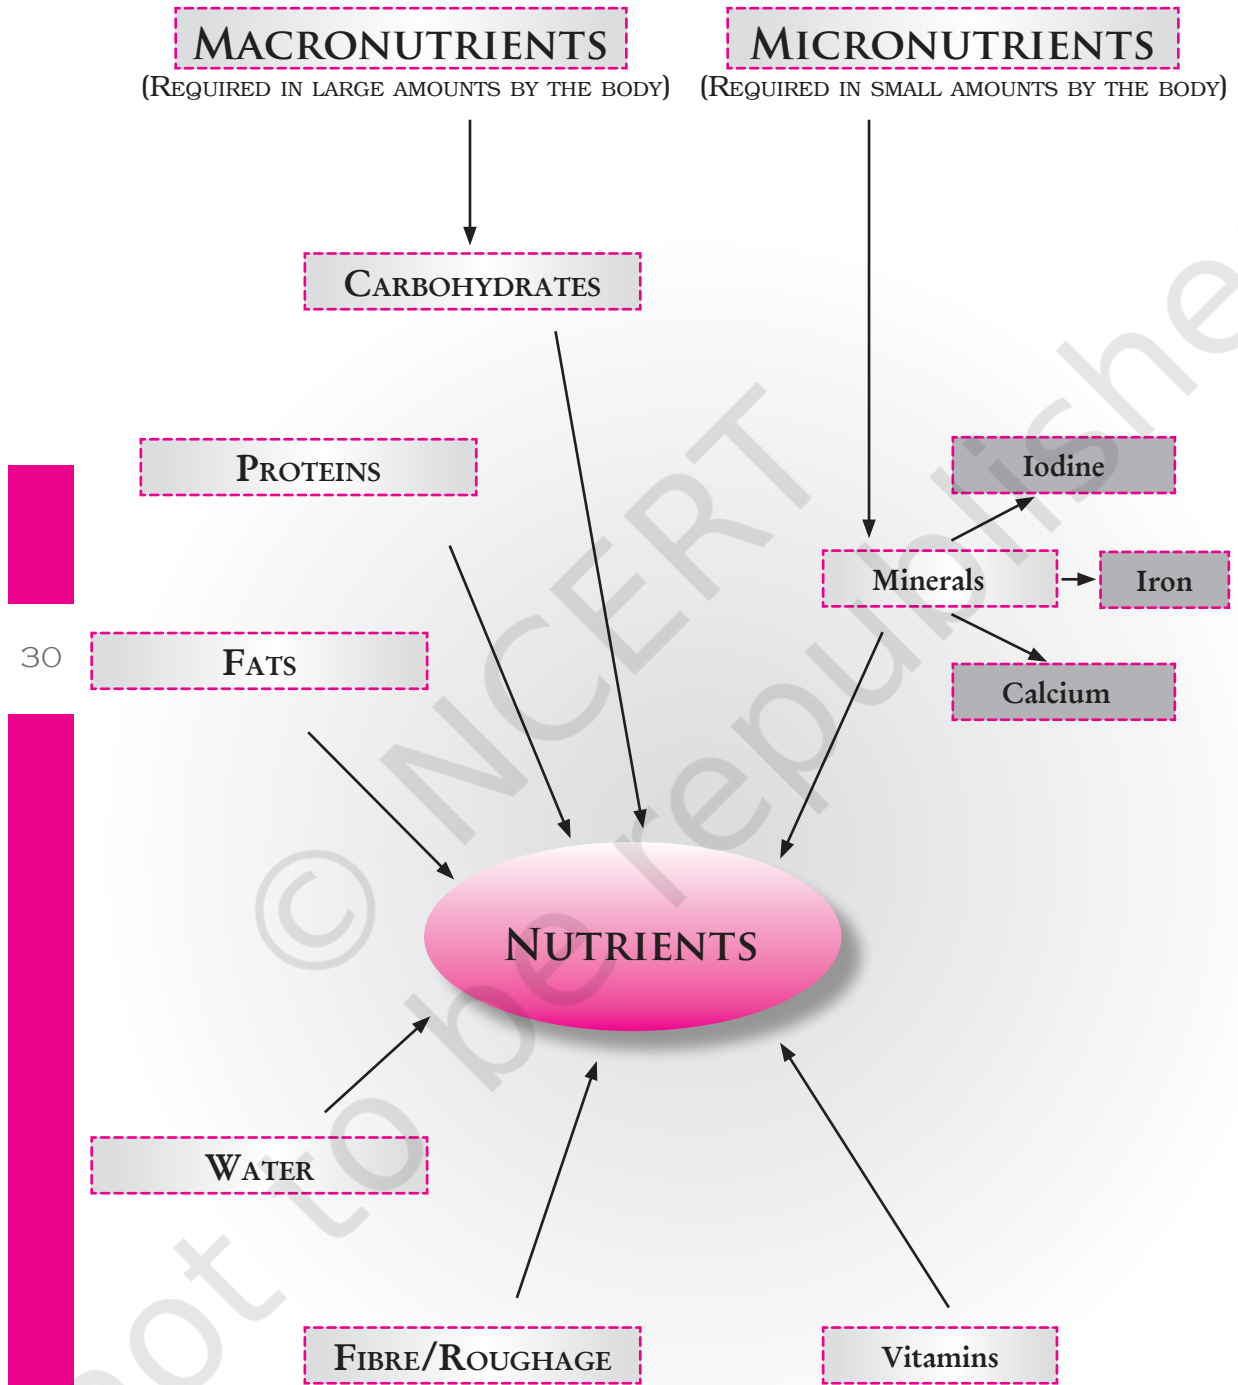 MACRONUTRIENTS
(REQUIRED IN LARGE AMOUNTS BY THE BODY)
MICRONUTRIENTS
(REQUIRED IN SMALL AMOUNTS BY THE BODY)
CARBOHYDRATES
PROTEINS
Iodine
Minerals
Iron
30
FATS
Calcium
NUTRIENTS
WATER
FIBRE/ROUGHAGE
Vitamins
© NCERT
not to be republishe